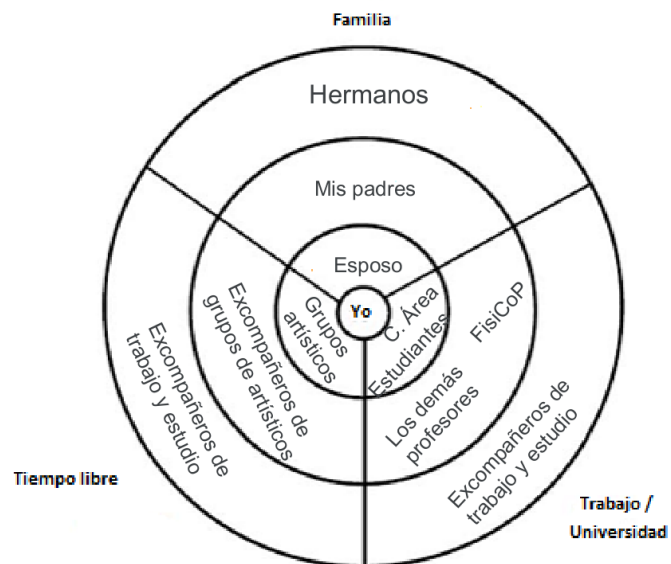 Familia
Hermanos
Mis padres
Esposo
Yo
Grupos
artísticos
C. Área
Estudiantes
FisiCoP
Excompañeros de
grupos de artísticos
Los demás
profesores
Excompañeros de
trabajo y estudio
Excompañeros de
trabajo y estudio
Tiempo libre
Trabajo /
Universidad